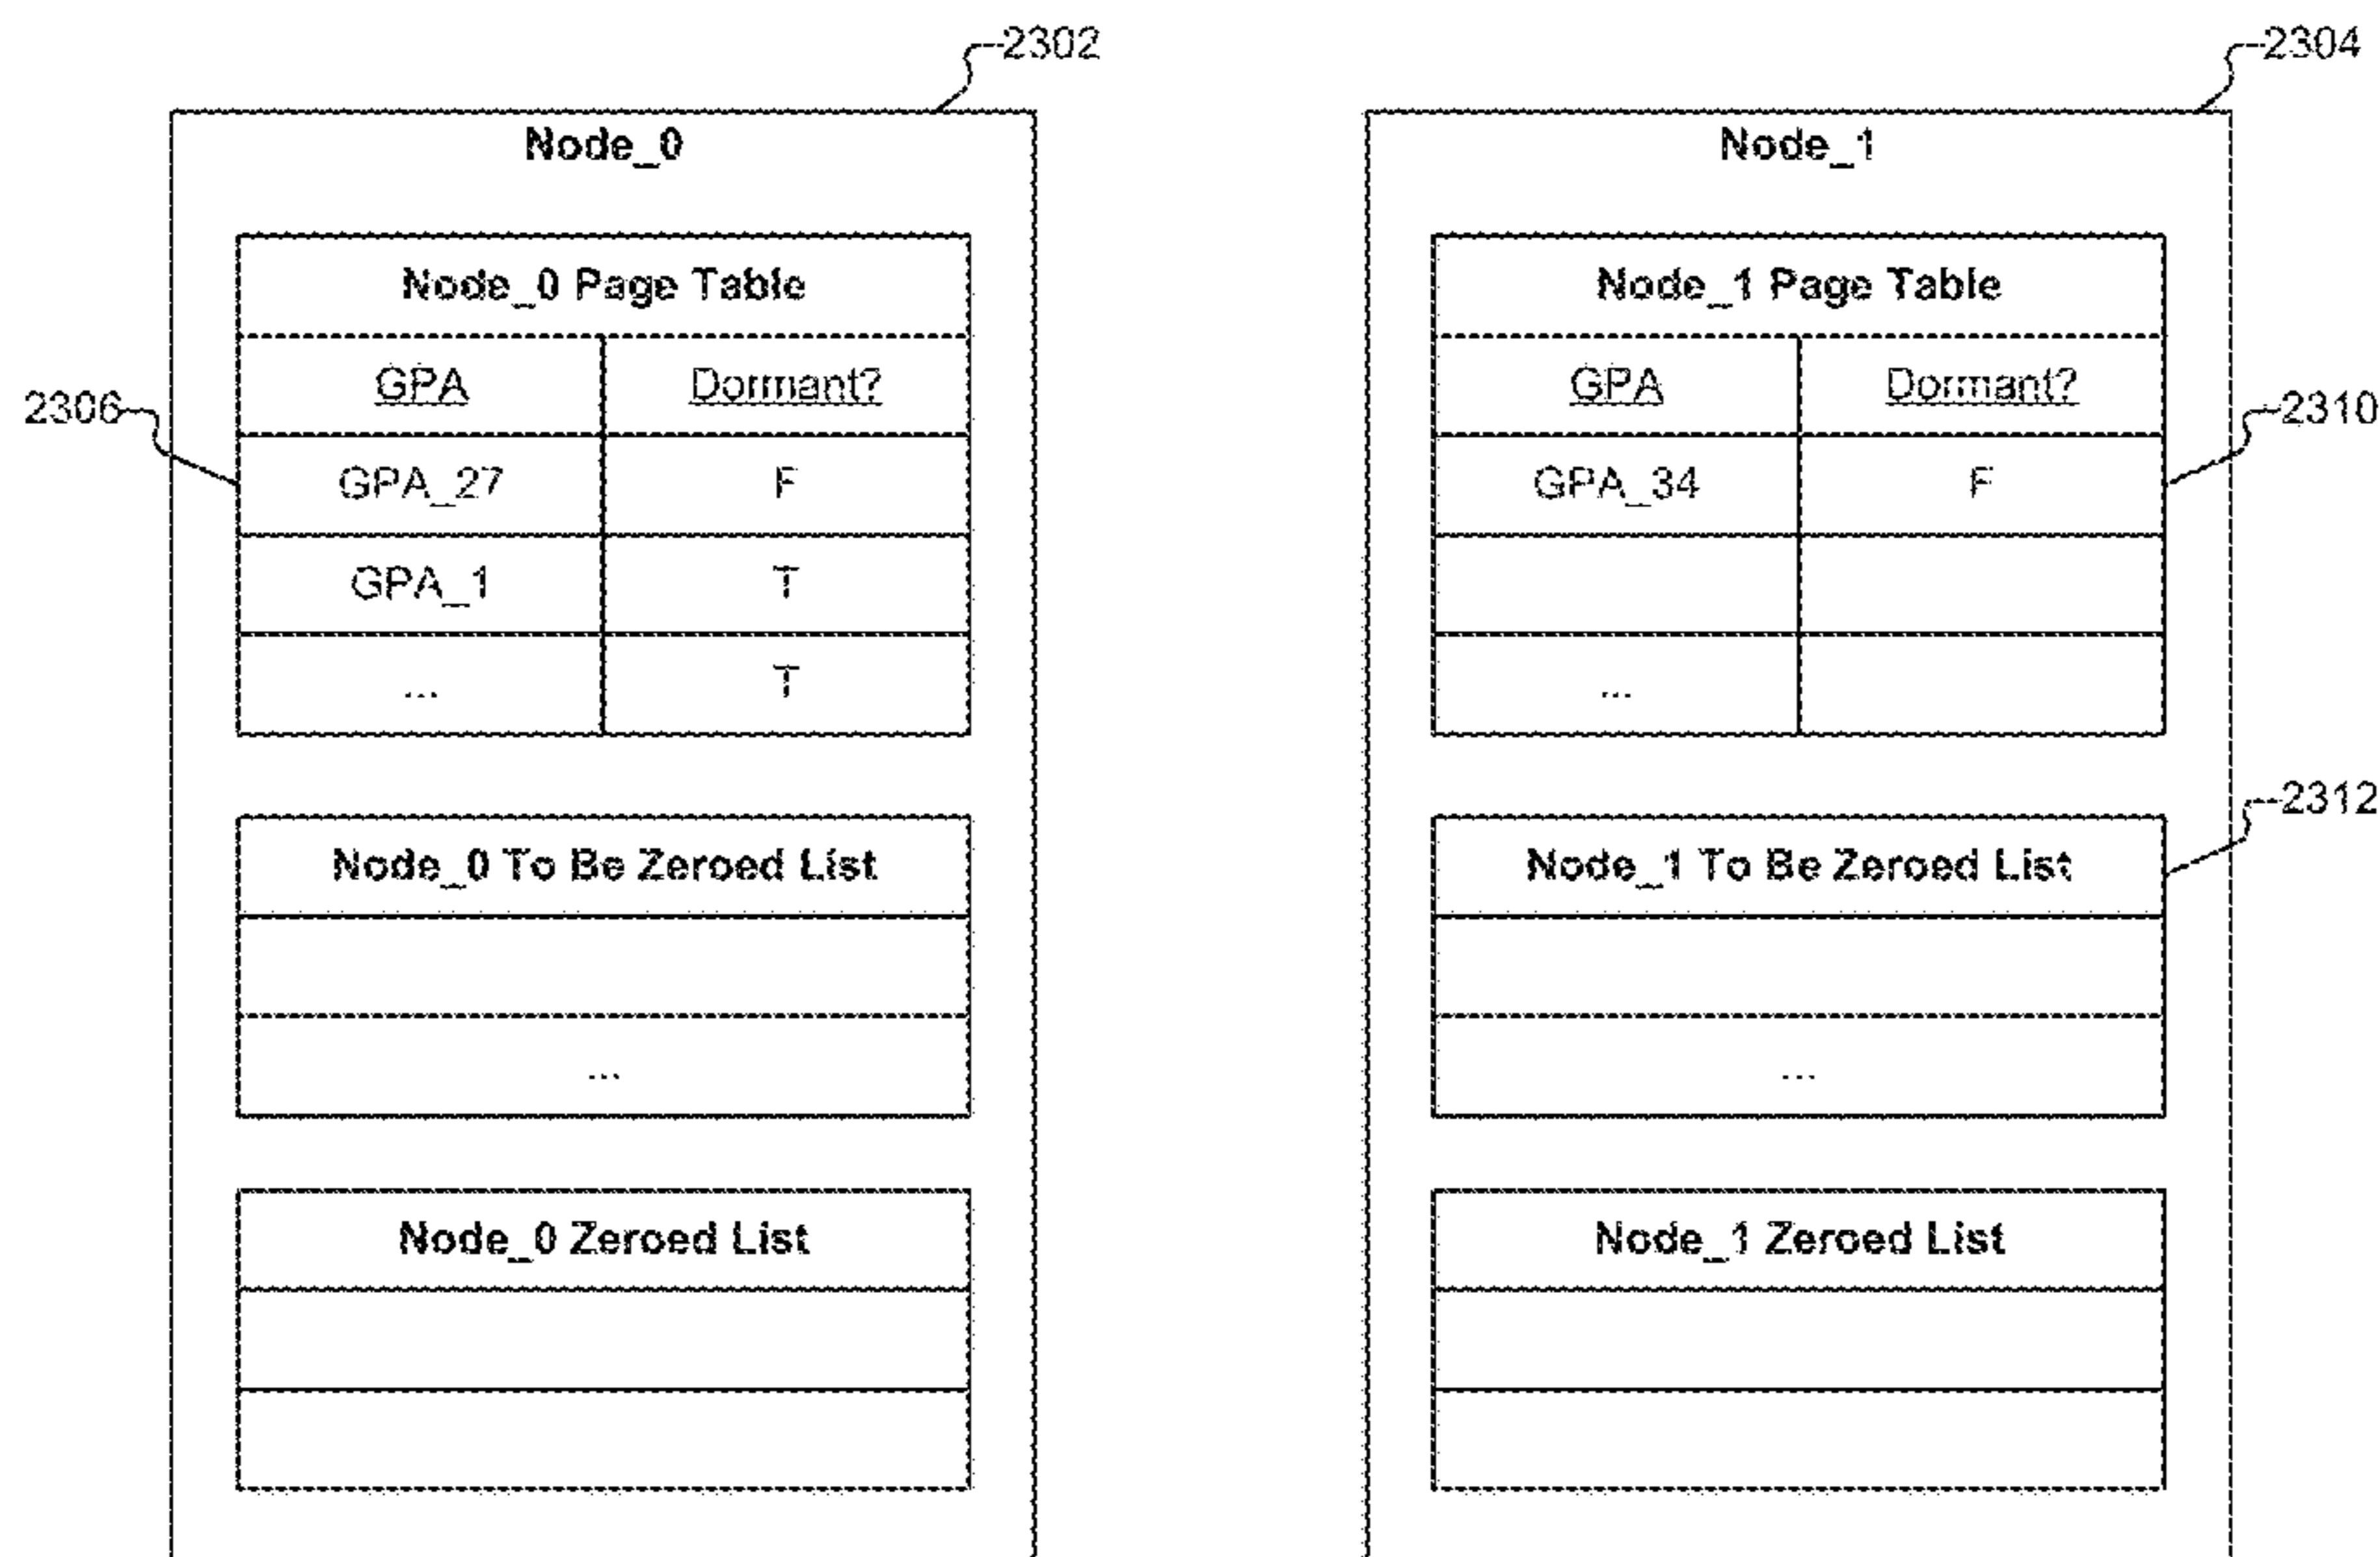 2302
2304
Node_0
Node_1
Node_0 Page Table
Node_1 Page Table
GPA Dormant?
GPA Dormant?
2306
2310
GPA_27 F
GPA_34 F
GPA_1 T
... T
...
2312
Node_0 To Be Zeroed List
Node_1 To Be Zeroed List
...
...
Node_0 Zeroed List
Node_1 Zeroed List